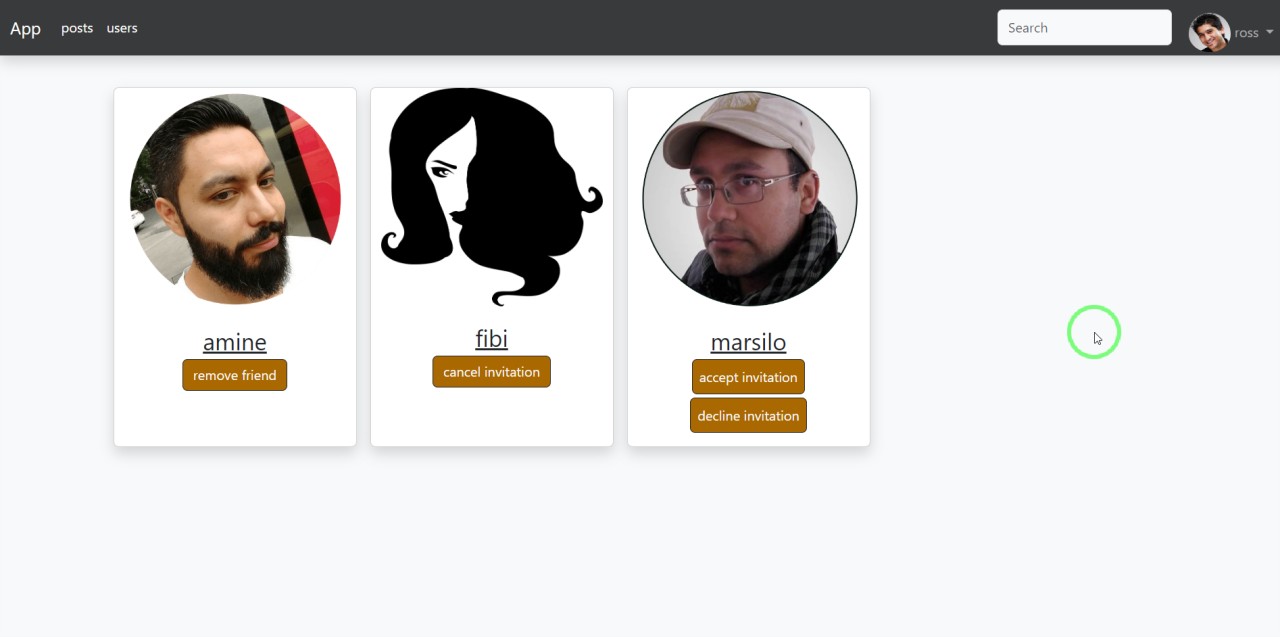 App posts users Search ross
amine
remove friend
fibi
cancel invitation
marsilo
accept invitation
decline invitation